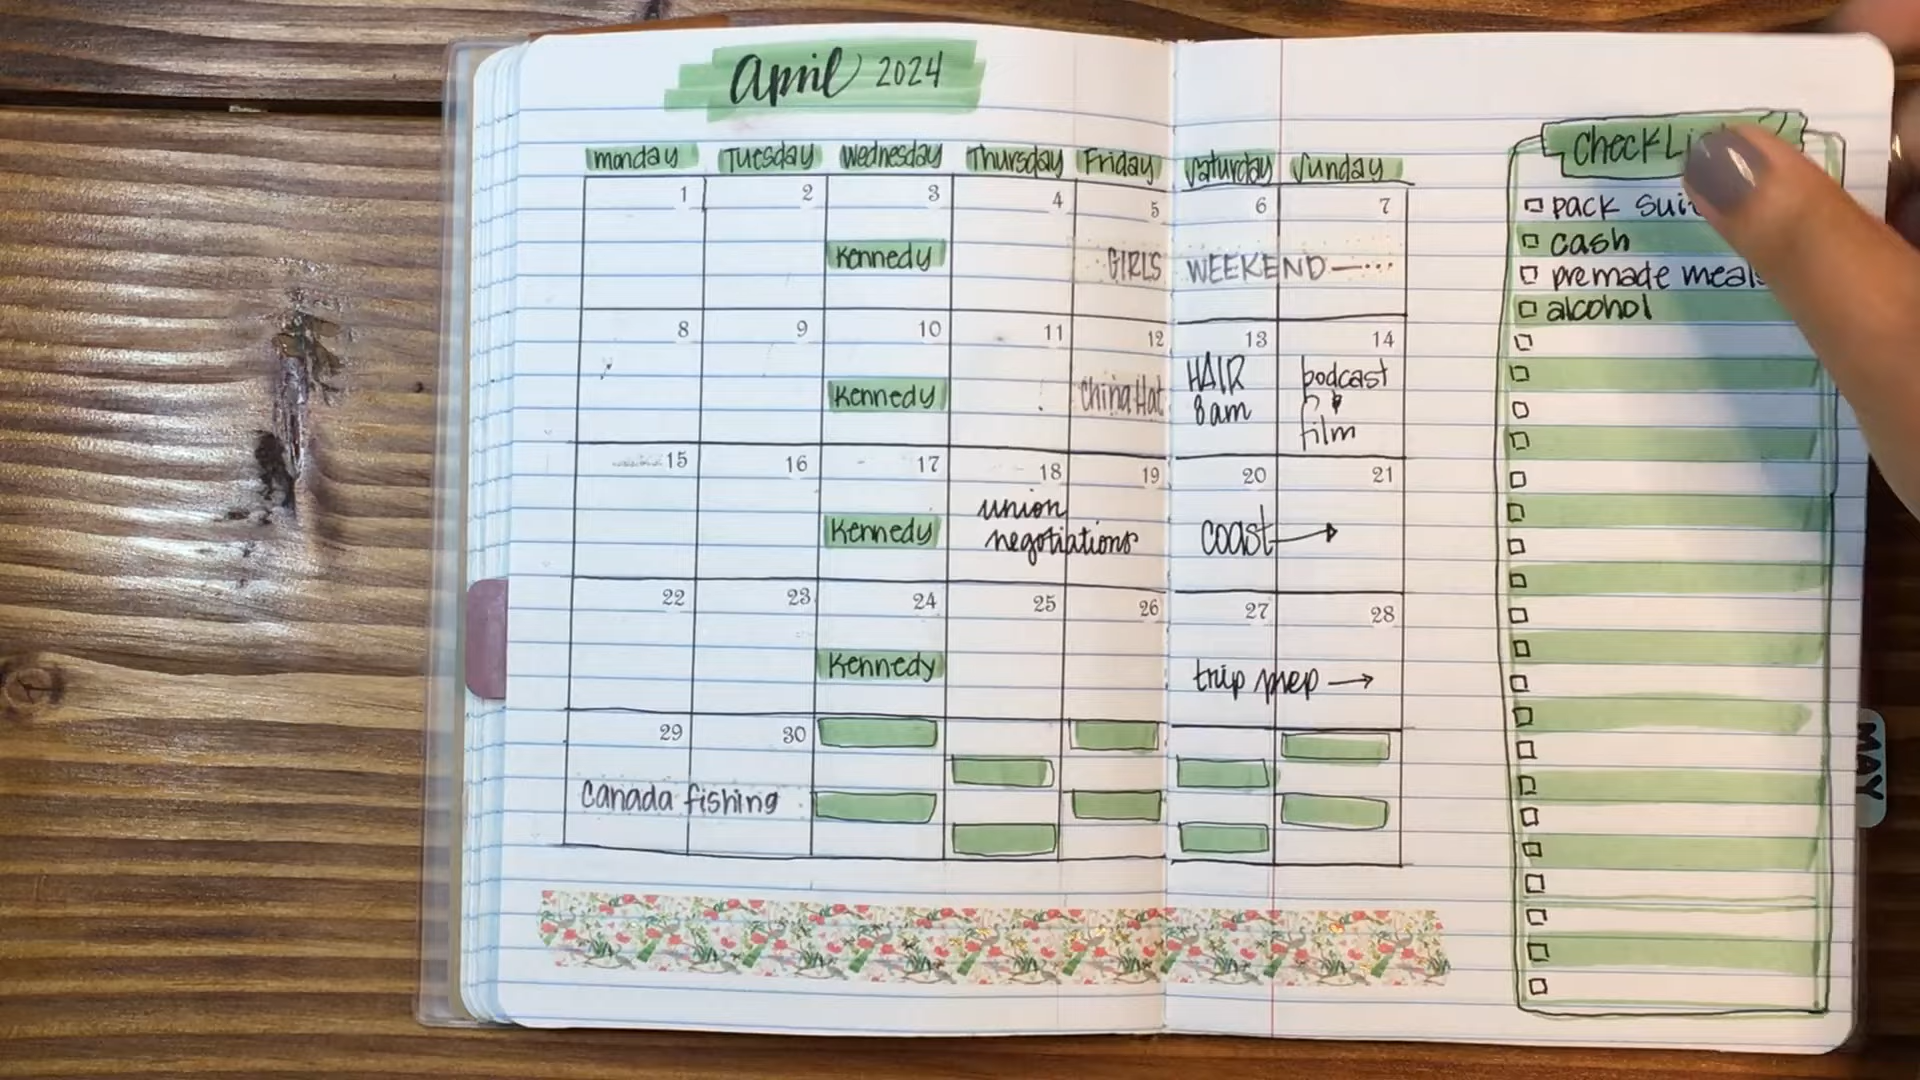 April 2024
monday Tuesday Wednesday Thursday Friday Saturday Sunday
1 2 3 4 5 6 7
Kennedy
GIRLS WEEKEND
8 9 10 11 12 13 14
Kennedy
China Hat
HAIR
8am
podcast
film
15 16 17 18 19 20 21
Kennedy
union
negotiations
coast
22 23 24 25 26 27 28
Kennedy
trip prep
29 30
Canada fishing
pack
cash
premade meals
alcohol
MAY